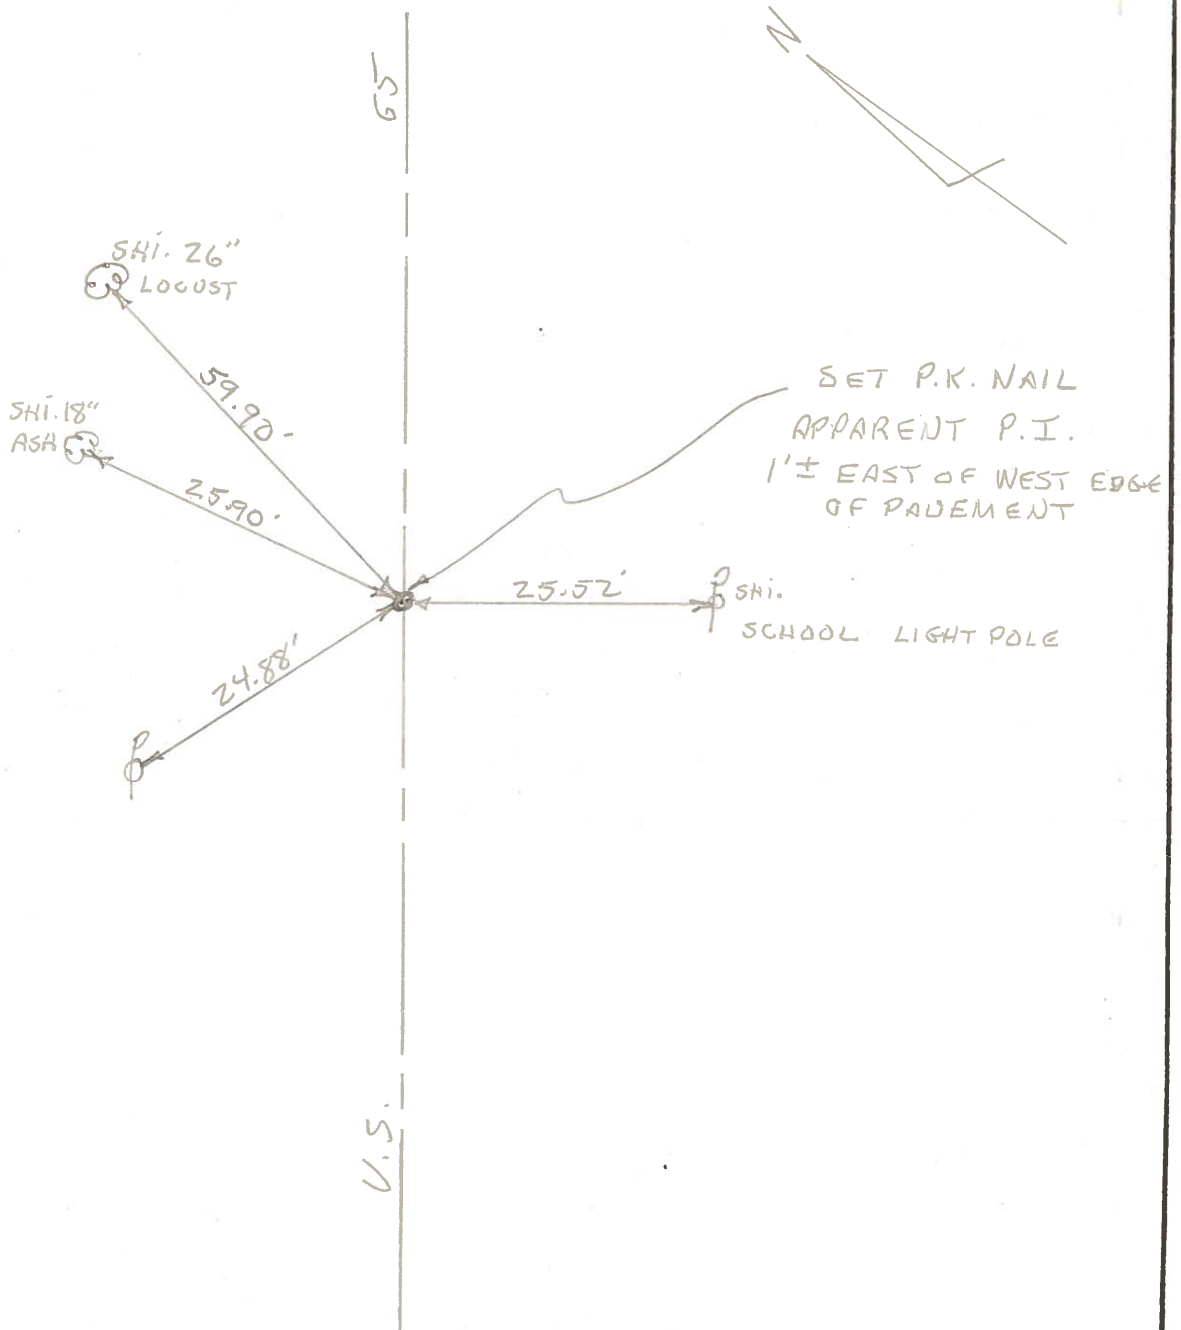 N
65
SHi. 26"
LOCUST
59.90'
SHi. 18"
ASH
25.90'
SET P.K. NAIL
APPARENT P.I.
1'± EAST OF WEST EDGE
OF PAVEMENT
25.52'
SHi.
SCHOOL LIGHT POLE
24.88'
P
U.S.